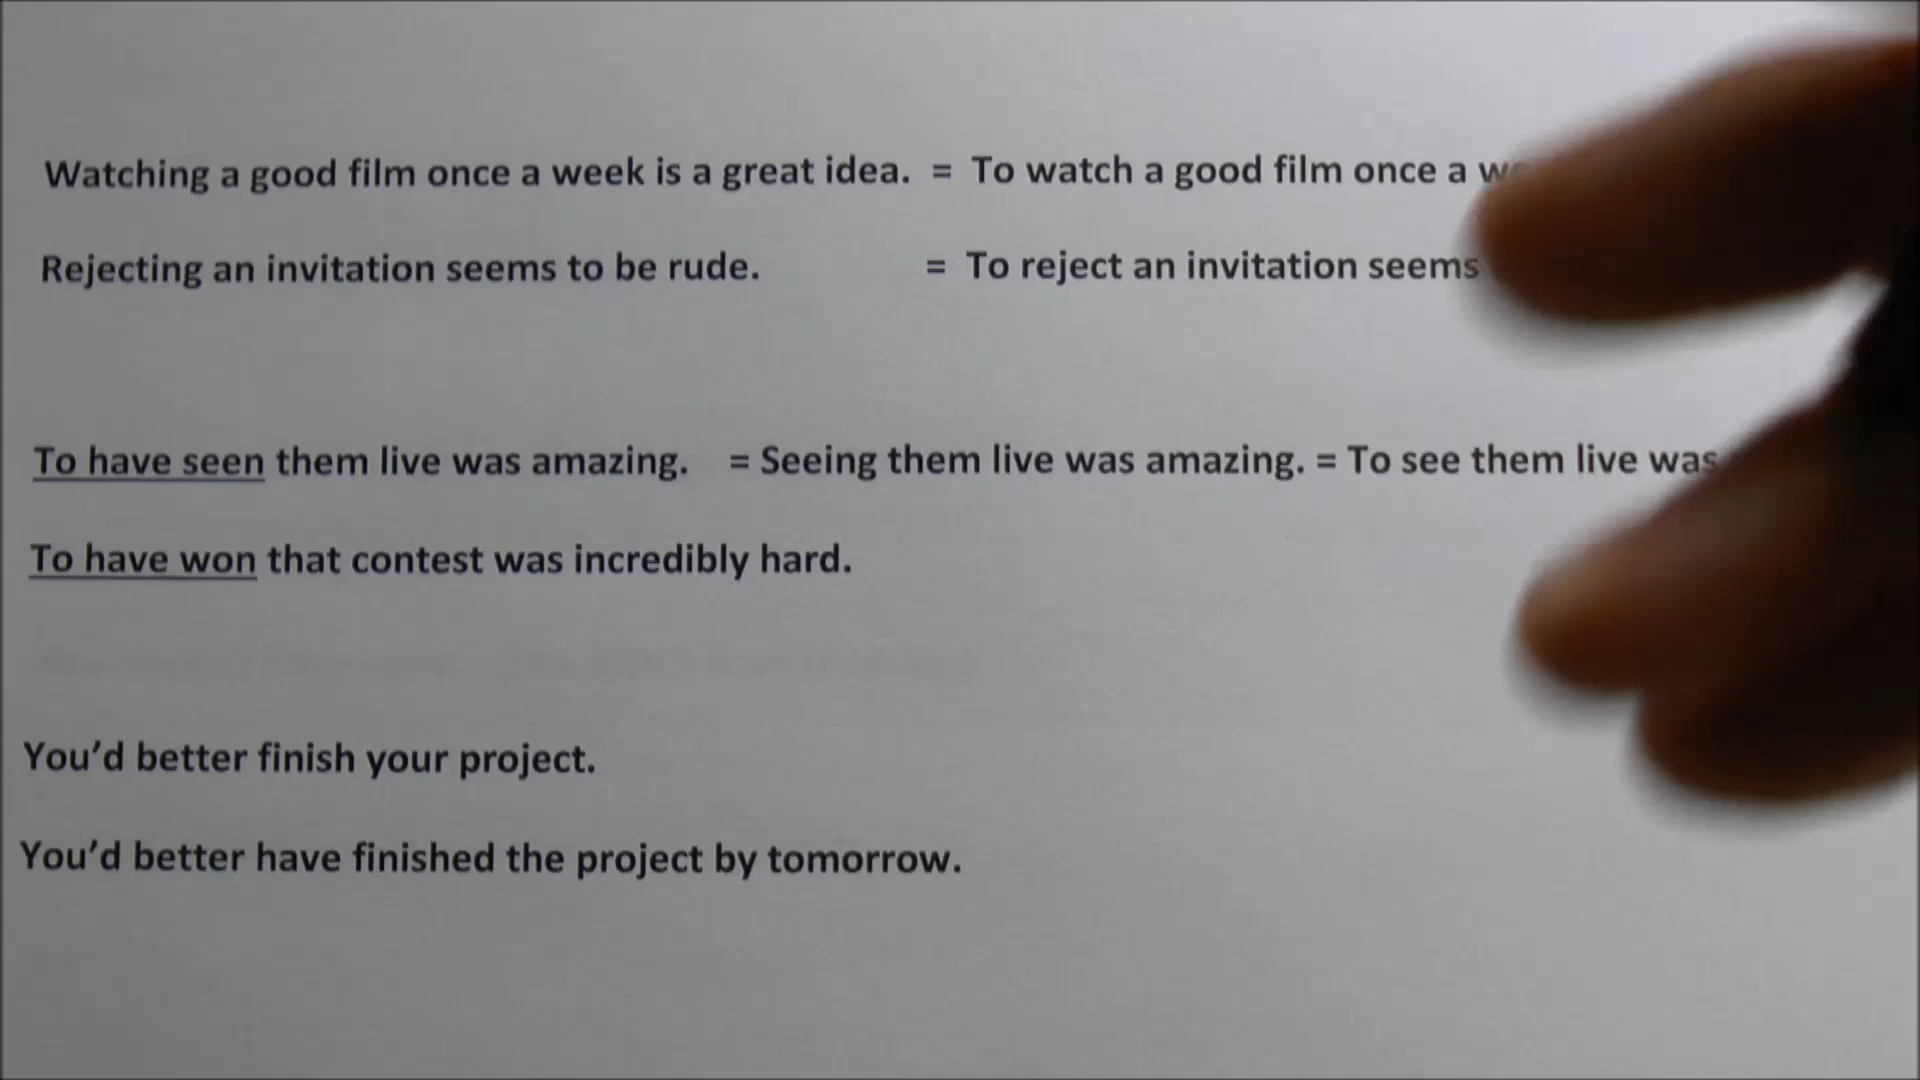 Watching a good film once a week is a great idea. = To watch a good film once a
Rejecting an invitation seems to be rude. = To reject an invitation seems
To have seen them live was amazing. = Seeing them live was amazing. = To see them live was
To have won that contest was incredibly hard.
You’d better finish your project.
You’d better have finished the project by tomorrow.